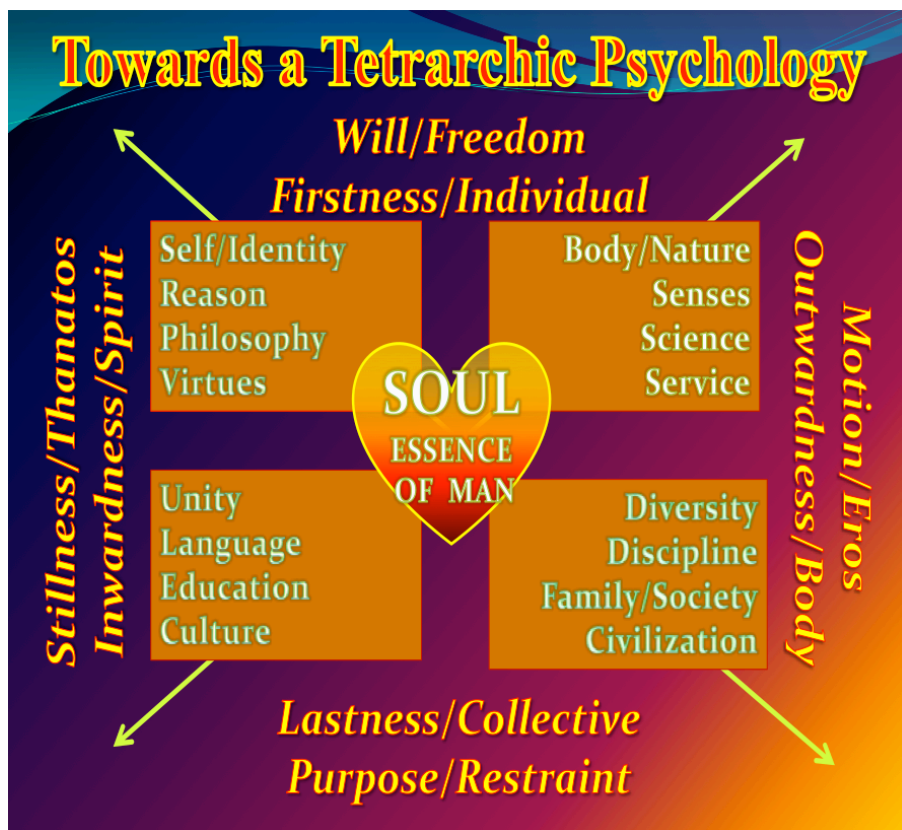 Towards a Tetrarchic Psychology
Will/Freedom
Firstness/Individual
Stillness/Thanatos
Inwardness/Spirit
Self/Identity
Reason
Philosophy
Virtues
Body/Nature
Senses
Science
Service
Motion/Eros
Outwardness/Body
SOUL
ESSENCE
OF MAN
Unity
Language
Education
Culture
Diversity
Discipline
Family/Society
Civilization
Lastness/Collective
Purpose/Restraint